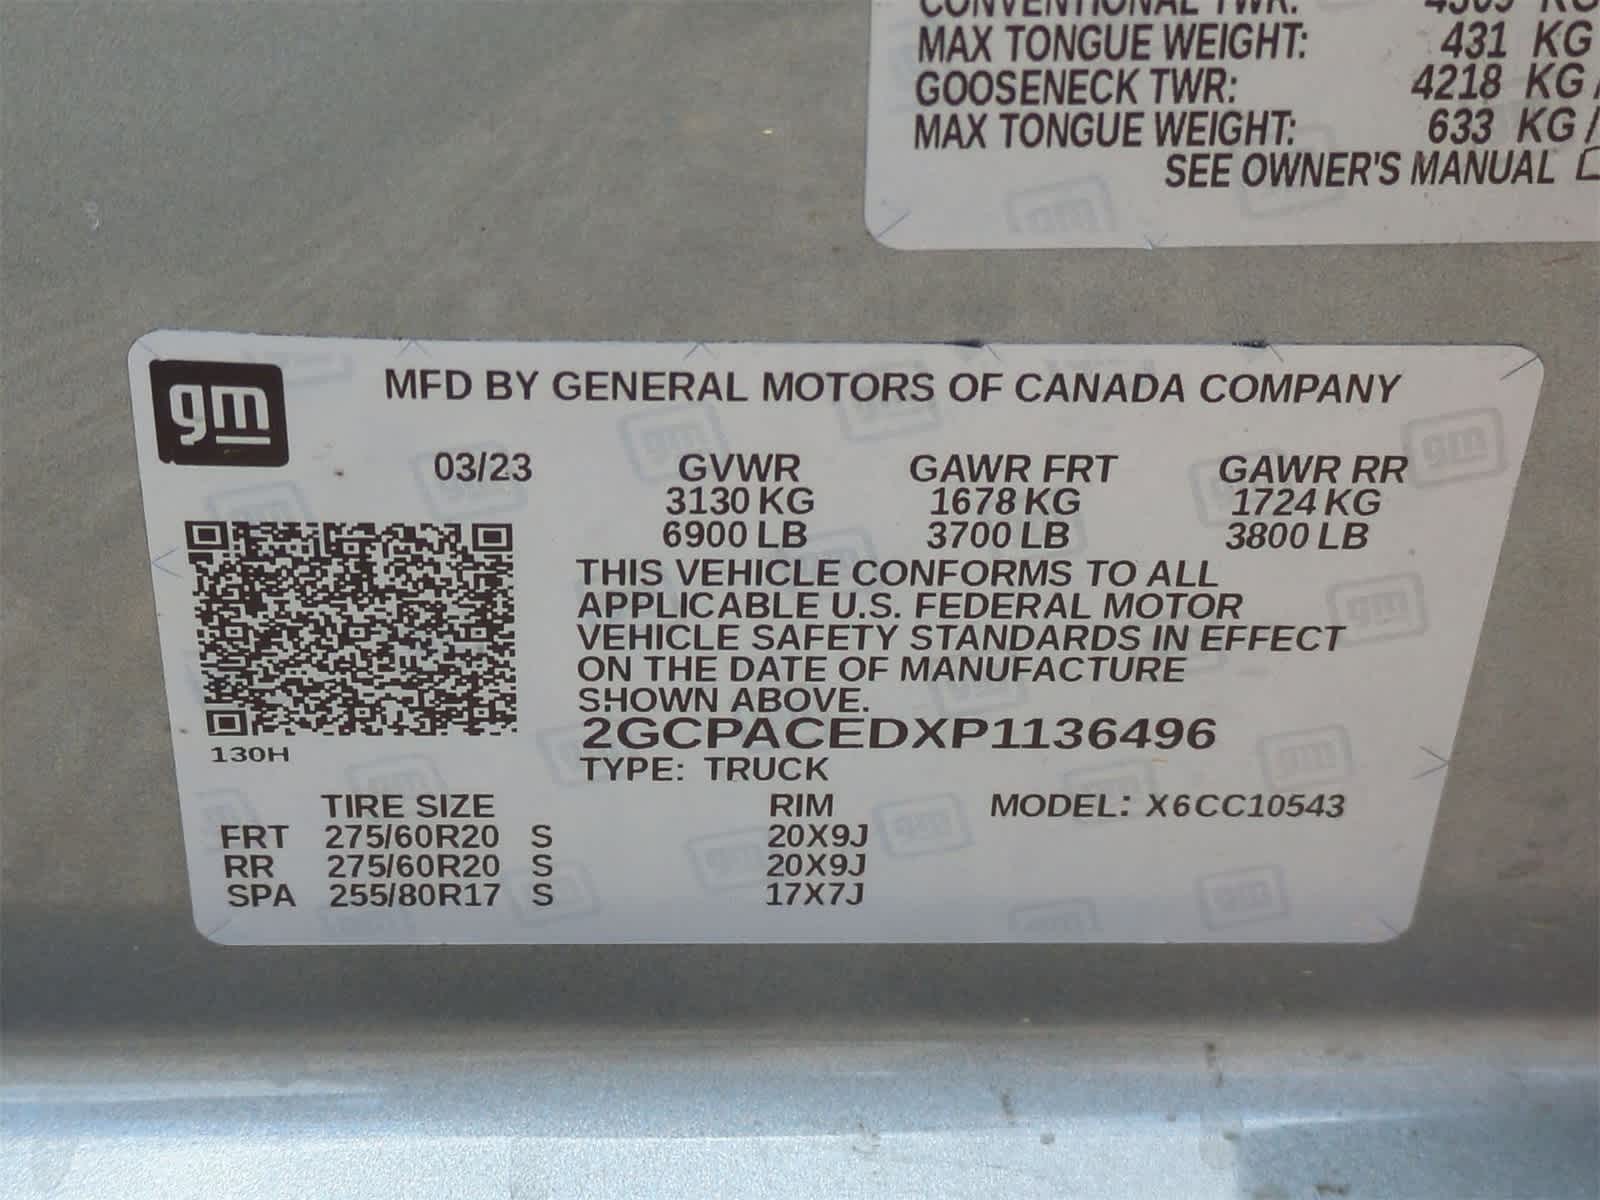 CONVENTIONAL TWR: 4309 KG
MAX TONGUE WEIGHT: 431 KG
GOOSENECK TWR: 4218 KG/
MAX TONGUE WEIGHT: 633 KG/
SEE OWNER'S MANUAL
gm
MFD BY GENERAL MOTORS OF CANADA COMPANY
03/23 GVWR GAWR FRT GAWR RR
3130 KG 1678 KG 1724 KG
6900 LB 3700 LB 3800 LB
THIS VEHICLE CONFORMS TO ALL
APPLICABLE U.S. FEDERAL MOTOR
VEHICLE SAFETY STANDARDS IN EFFECT
ON THE DATE OF MANUFACTURE
SHOWN ABOVE.
2GCPACEDXP1136496
130H
TYPE: TRUCK
TIRE SIZE RIM MODEL: X6CC10543
FRT 275/60R20 S 20X9J
RR 275/60R20 S 20X9J
SPA 255/80R17 S 17X7J